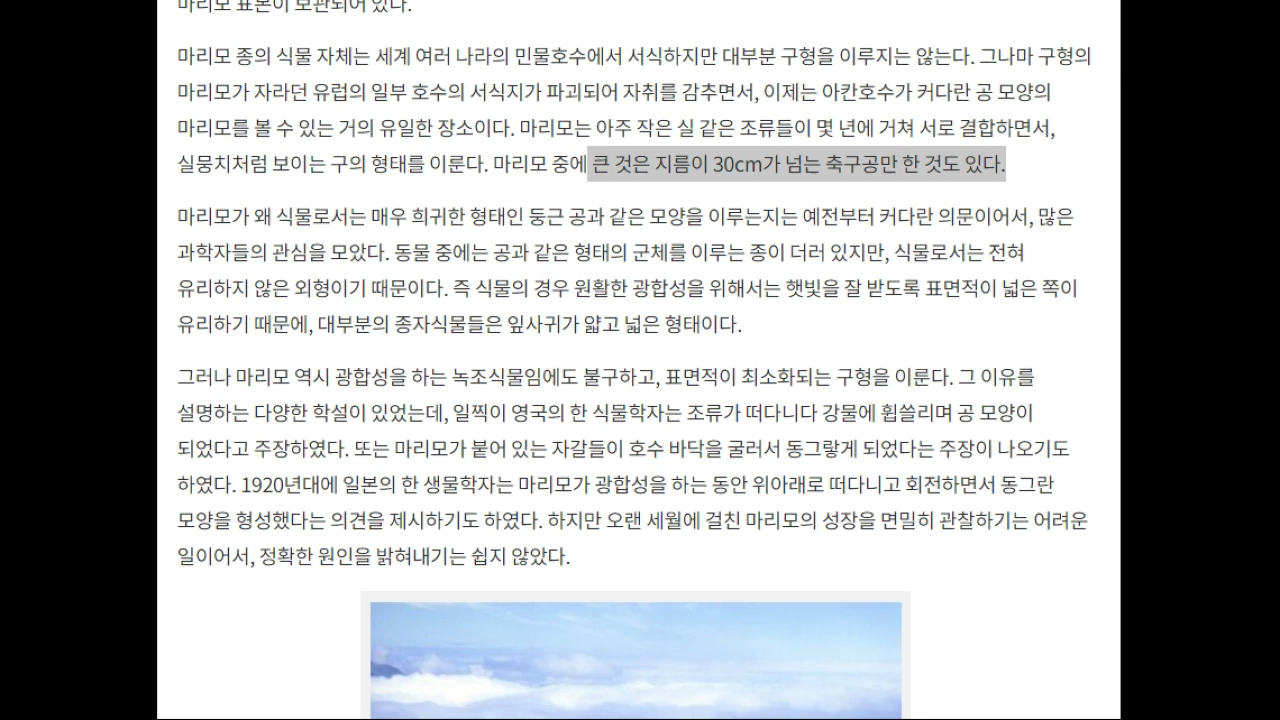 마리모 표본이 보관되어 있다.
마리모 종의 식물 자체는 세계 여러 나라의 민물호수에서 서식하지만 대부분 구형을 이루지는 않는다. 그나마 구형의
마리모가 자라던 유럽의 일부 호수의 서식지가 파괴되어 자취를 감추면서, 이제는 아칸호수가 커다란 공 모양의
마리모를 볼 수 있는 거의 유일한 장소이다. 마리모는 아주 작은 실 같은 조류들이 몇 년에 거쳐 서로 결합하면서,
실뭉치처럼 보이는 구의 형태를 이룬다. 마리모 중에 큰 것은 지름이 30cm가 넘는 축구공만 한 것도 있다.
마리모가 왜 식물로서는 매우 희귀한 형태인 둥근 공과 같은 모양을 이루는지는 예전부터 커다란 의문이어서, 많은
과학자들의 관심을 모았다. 동물 중에는 공과 같은 형태의 군체를 이루는 종이 더러 있지만, 식물로서는 전혀
유리하지 않은 외형이기 때문이다. 즉 식물의 경우 원활한 광합성을 위해서는 햇빛을 잘 받도록 표면적이 넓은 쪽이
유리하기 때문에, 대부분의 종자식물들은 잎사귀가 얇고 넓은 형태이다.
그러나 마리모 역시 광합성을 하는 녹조식물임에도 불구하고, 표면적이 최소화되는 구형을 이룬다. 그 이유를
설명하는 다양한 학설이 있었는데, 일찍이 영국의 한 식물학자는 조류가 떠다니다 강물에 휩쓸리며 공 모양이
되었다고 주장하였다. 또는 마리모가 붙어 있는 자갈들이 호수 바닥을 굴러서 동그랗게 되었다는 주장이 나오기도
하였다. 1920년대에 일본의 한 생물학자는 마리모가 광합성을 하는 동안 위아래로 떠다니고 회전하면서 동그란
모양을 형성했다는 의견을 제시하기도 하였다. 하지만 오랜 세월에 걸친 마리모의 성장을 면밀히 관찰하기는 어려운
일이어서, 정확한 원인을 밝혀내기는 쉽지 않았다.